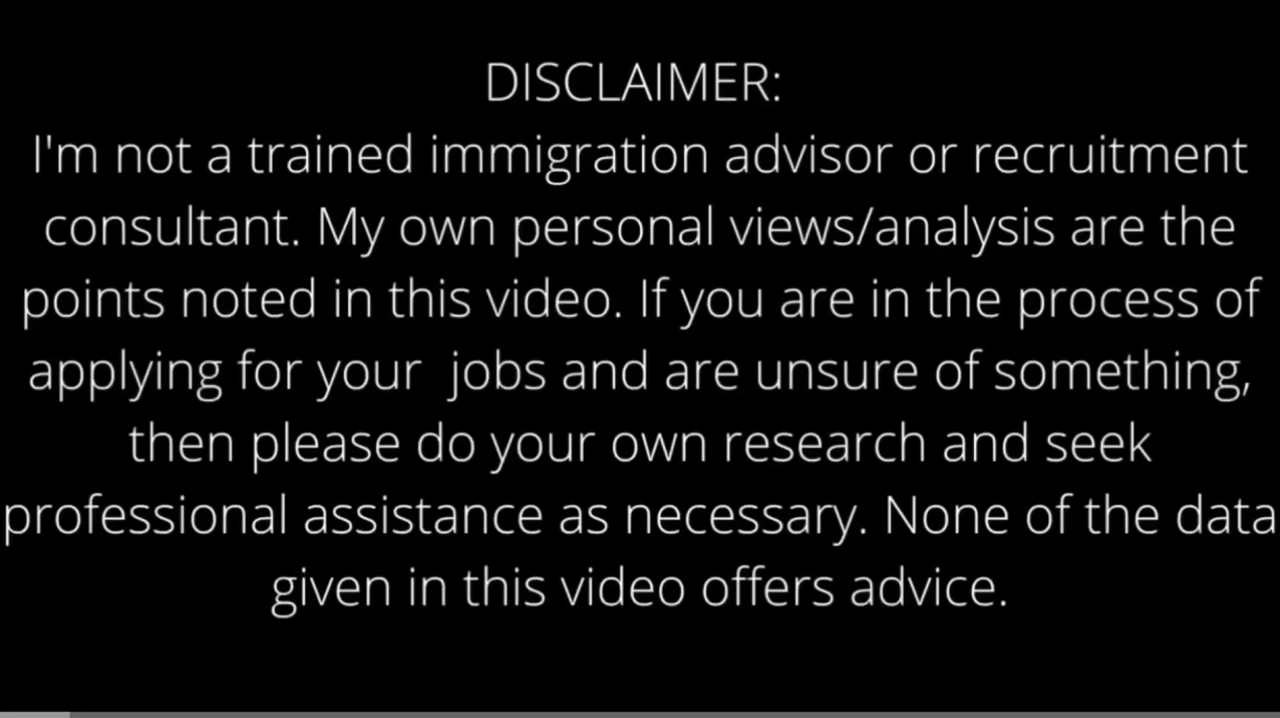 DISCLAIMER:
I'm not a trained immigration advisor or recruitment
consultant. My own personal views/analysis are the
points noted in this video. If you are in the process of
applying for your  jobs and are unsure of something,
then please do your own research and seek
professional assistance as necessary. None of the data
given in this video offers advice.